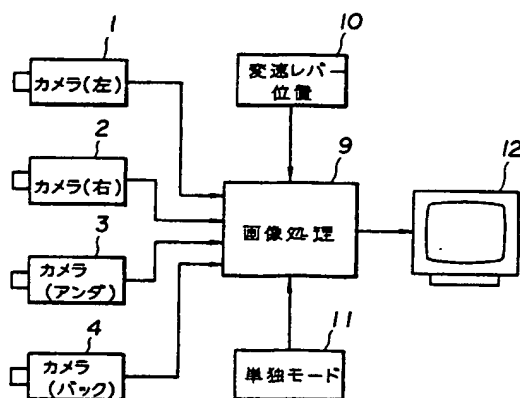 1
カメラ(左)
2
カメラ(右)
3
カメラ
(アンダ)
4
カメラ
(バック)
10
変速レバー
位置
9
画像処理
12
11
単独モード